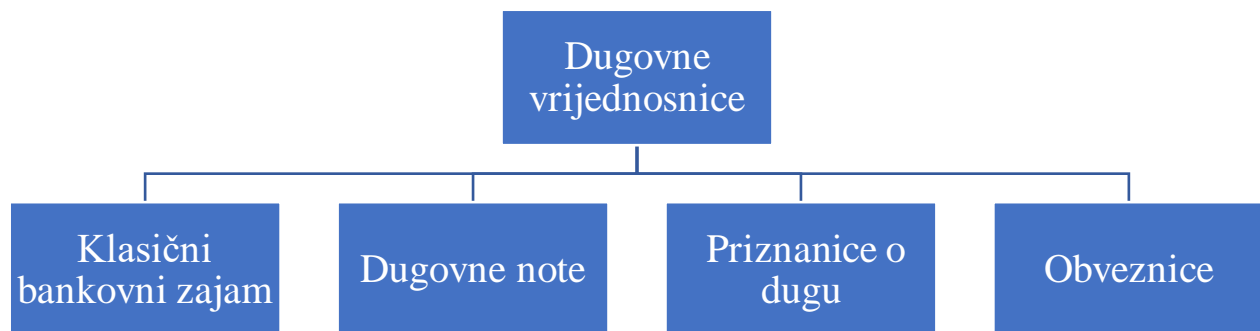 Dugovne
vrijednosnice
Klasični
bankovni zajam
Dugovne note
Priznanice o
dugu
Obveznice